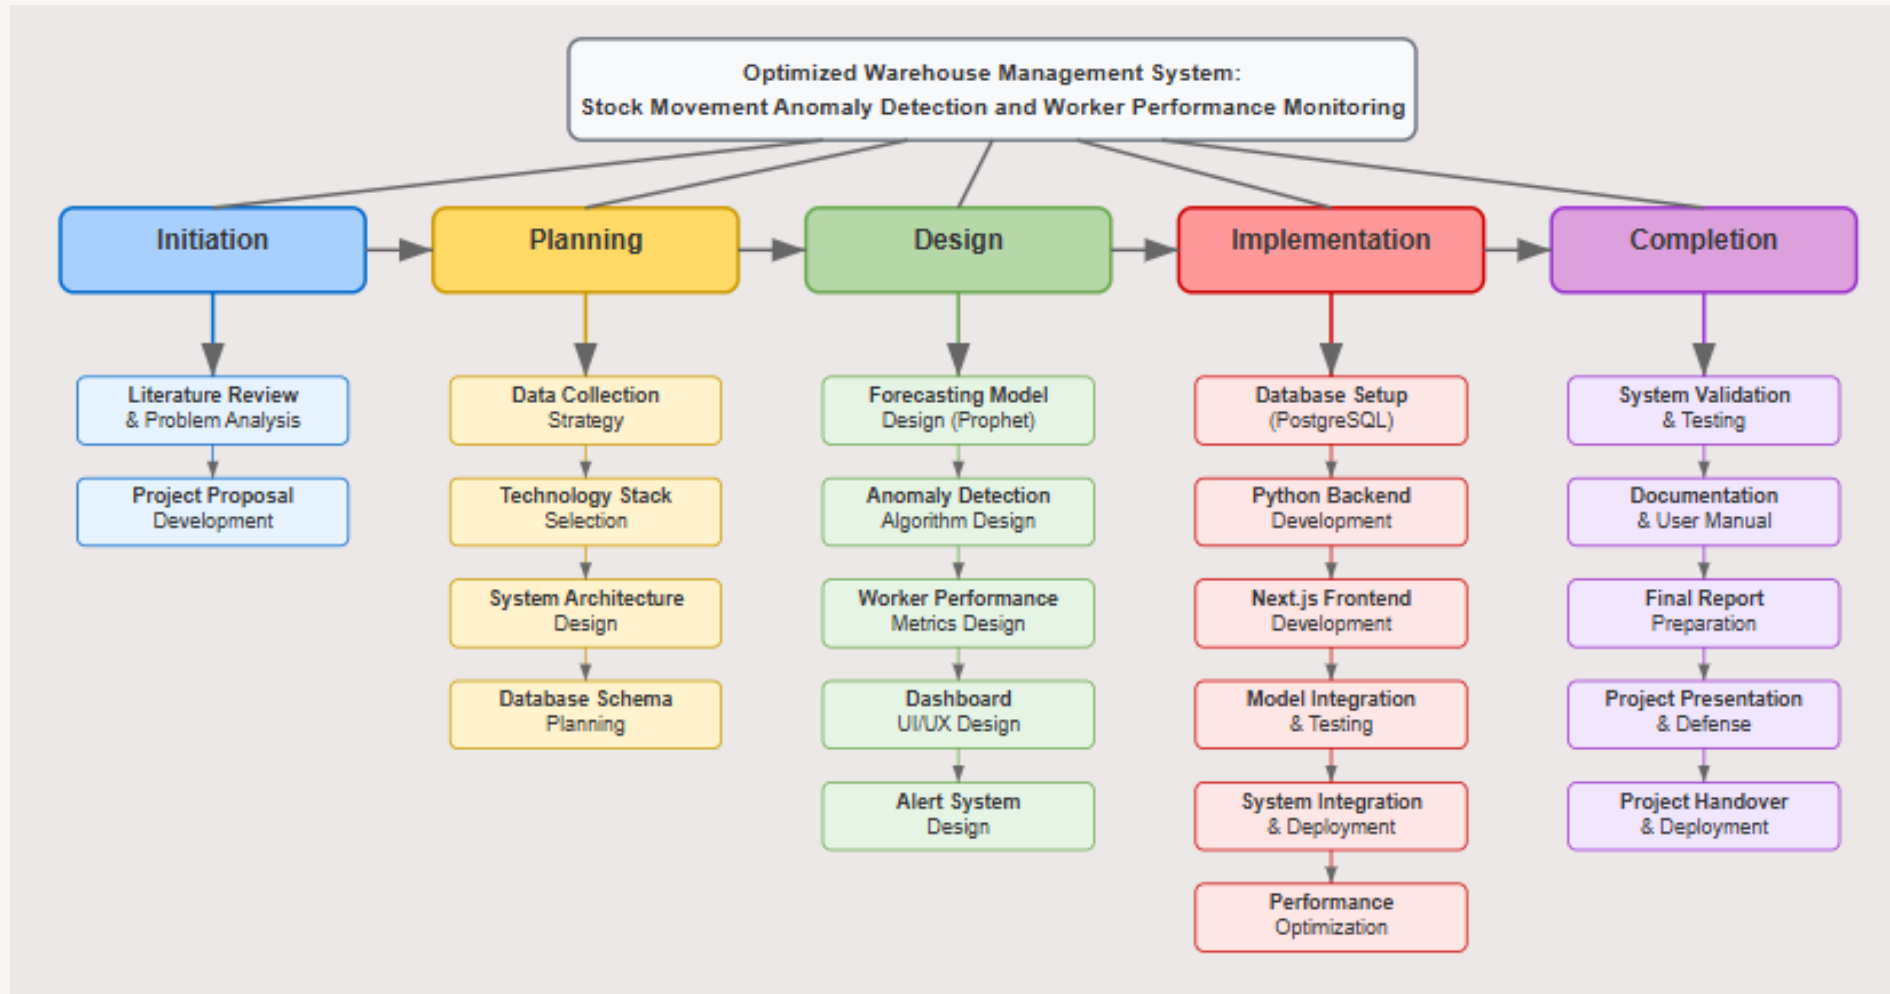 Optimized Warehouse Management System:
Stock Movement Anomaly Detection and Worker Performance Monitoring
Initiation
Literature Review
& Problem Analysis
Project Proposal
Development
Planning
Data Collection
Strategy
Technology Stack
Selection
System Architecture
Design
Database Schema
Planning
Design
Forecasting Model
Design (Prophet)
Anomaly Detection
Algorithm Design
Worker Performance
Metrics Design
Dashboard
UI/UX Design
Alert System
Design
Implementation
Database Setup
(PostgreSQL)
Python Backend
Development
Next.js Frontend
Development
Model Integration
& Testing
System Integration
& Deployment
Performance
Optimization
Completion
System Validation
& Testing
Documentation
& User Manual
Final Report
Preparation
Project Presentation
& Defense
Project Handover
& Deployment